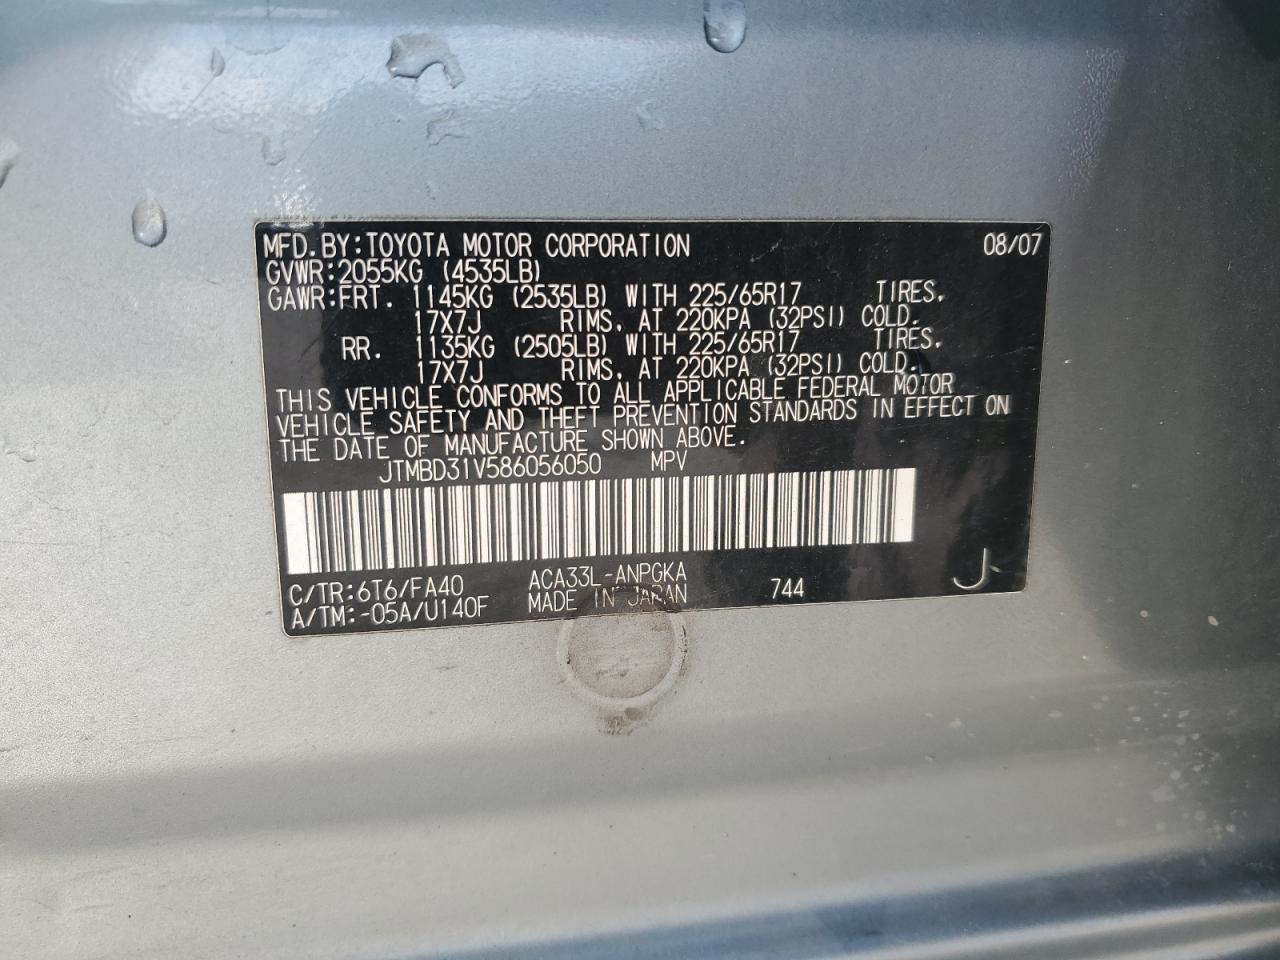 MFD.BY:TOYOTA MOTOR CORPORATION 08/07
GVWR:2055KG (4535LB)
GAWR:FRT. 1145KG (2535LB) WITH 225/65R17 TIRES,
17X7J RIMS, AT 220KPA (32PSI) COLD.
RR. 1135KG (2505LB) WITH 225/65R17 TIRES,
17X7J RIMS, AT 220KPA (32PSI) COLD.
THIS VEHICLE CONFORMS TO ALL APPLICABLE FEDERAL MOTOR
VEHICLE SAFETY AND THEFT PREVENTION STANDARDS IN EFFECT ON
THE DATE OF MANUFACTURE SHOWN ABOVE.
JTMBD31V586056050 MPV
C/TR:6T6/FA40 ACA33L-ANPGKA 744 J
A/TM:-05A/U140F MADE IN JAPAN